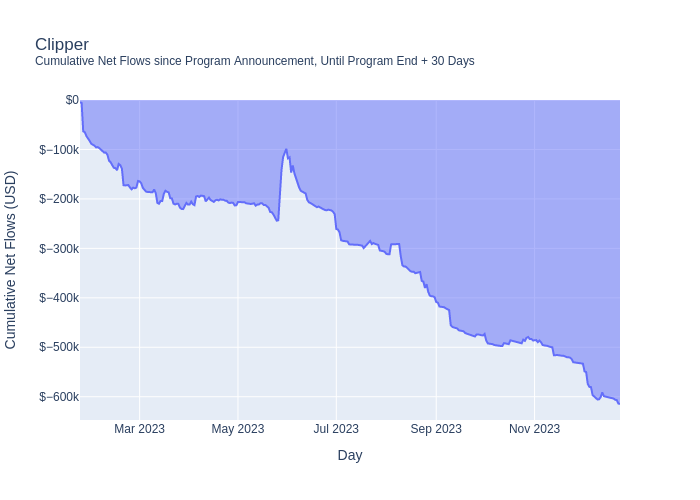 Clipper
Cumulative Net Flows since Program Announcement, Until Program End + 30 Days
Cumulative Net Flows (USD)
$0
$−100k
$−200k
$−300k
$−400k
$−500k
$−600k
Mar 2023
May 2023
Jul 2023
Sep 2023
Nov 2023
Day